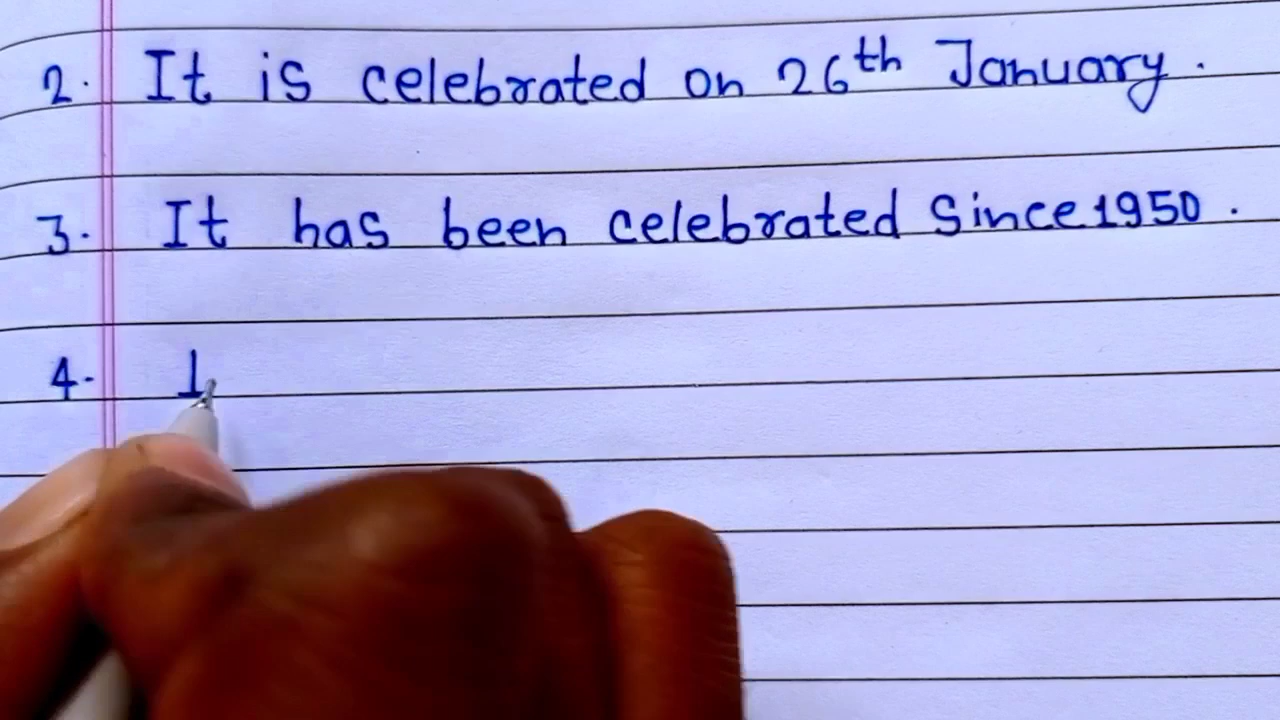 2. It is celebrated on 26th January.
3. It has been celebrated Since 1950.
4.